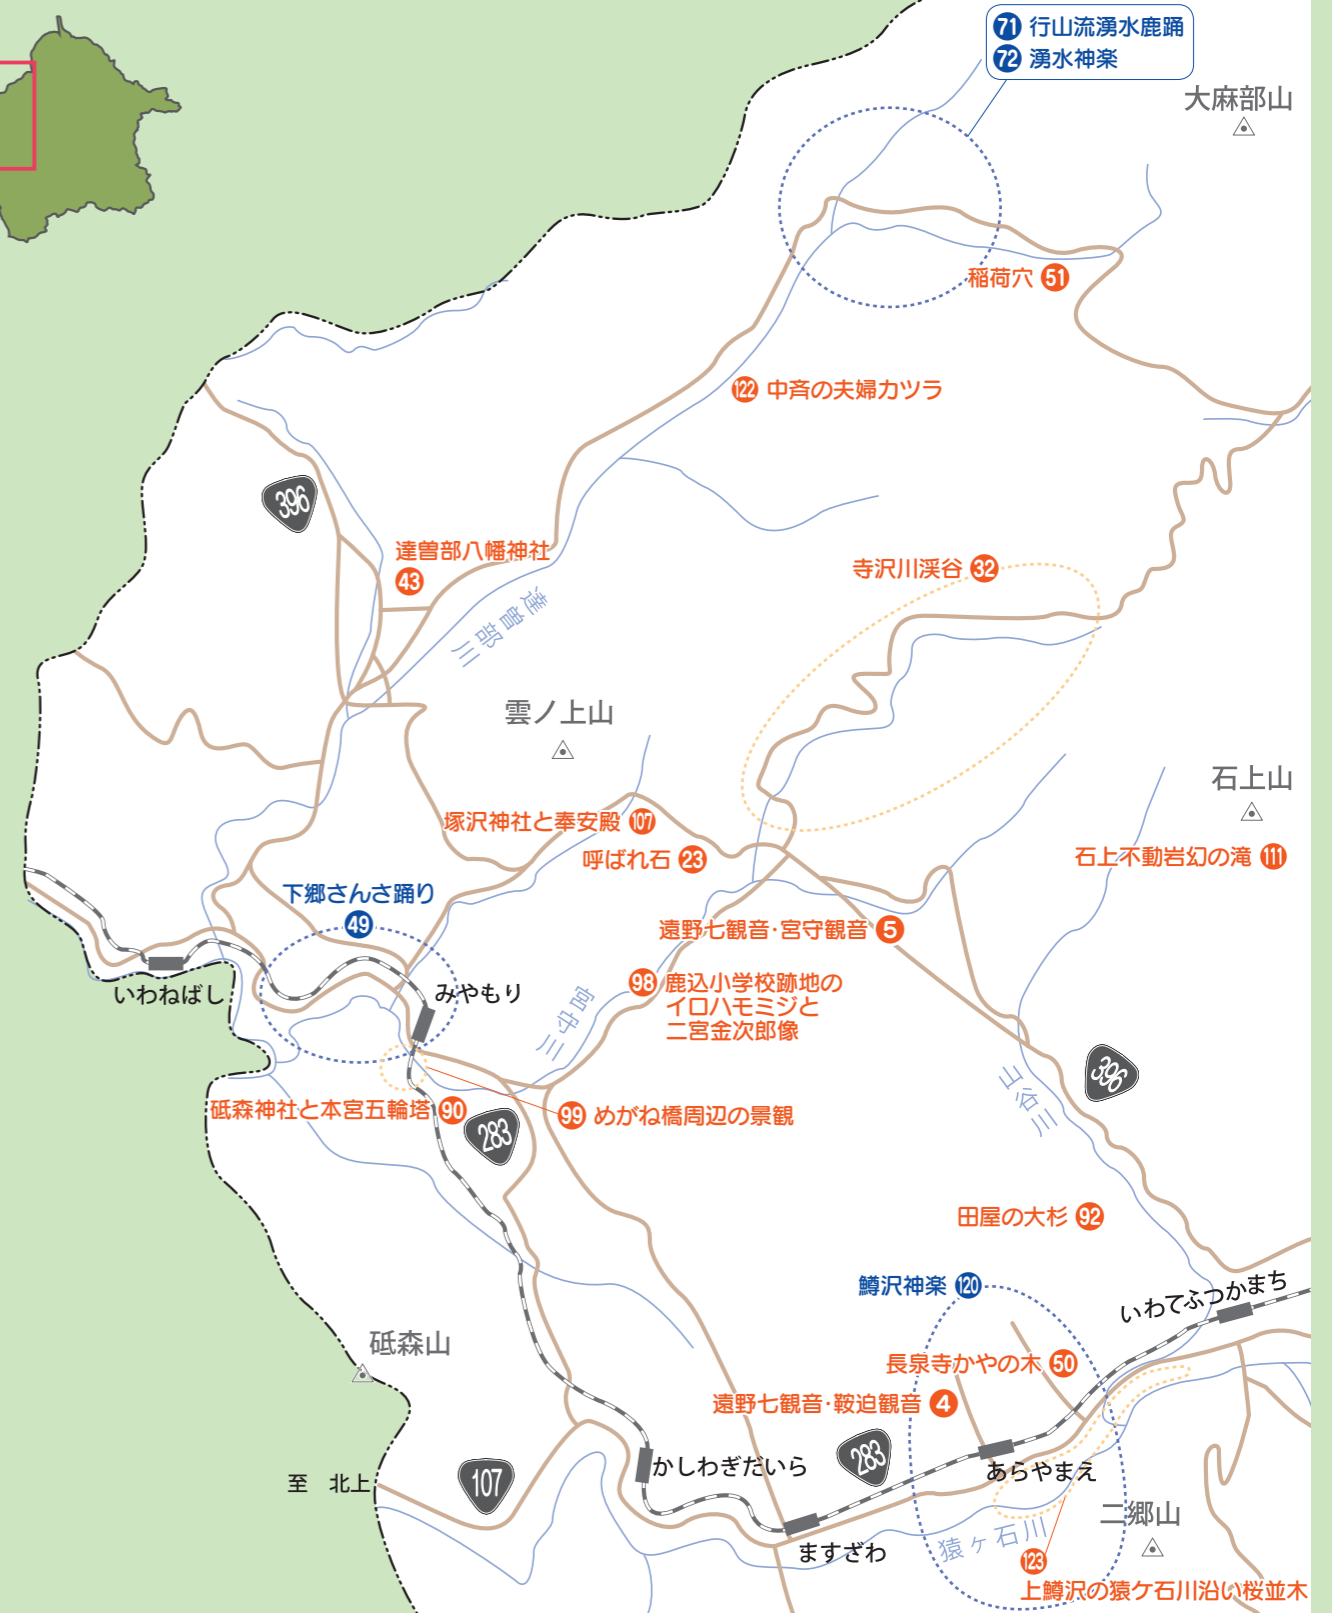 71 行山流湧水鹿踊
72 湧水神楽
大麻部山
稲荷穴 51
122 中斉の夫婦カツラ
396
達曽部八幡神社
43
寺沢川渓谷 32
達曽部川
雲ノ上山
石上山
塚沢神社と奉安殿 107
呼ばれ石 23
石上不動岩幻の滝 111
下郷さんさ踊り
49
遠野七観音・宮守観音 5
いわねばし
みやもり
98 鹿込小学校跡地の
イロハモミジと
二宮金次郎像
宮守川
396
山谷川
砥森神社と本宮五輪塔 90
99 めがね橋周辺の景観
283
田屋の大杉 92
鱒沢神楽 120
いわてふつかまち
砥森山
長泉寺かやの木 50
遠野七観音・鞍迫観音 4
283
かしわぎだいら
至 北上
107
あらやまえ
二郷山
ますざわ
猿ヶ石川
123
上鱒沢の猿ケ石川沿い桜並木